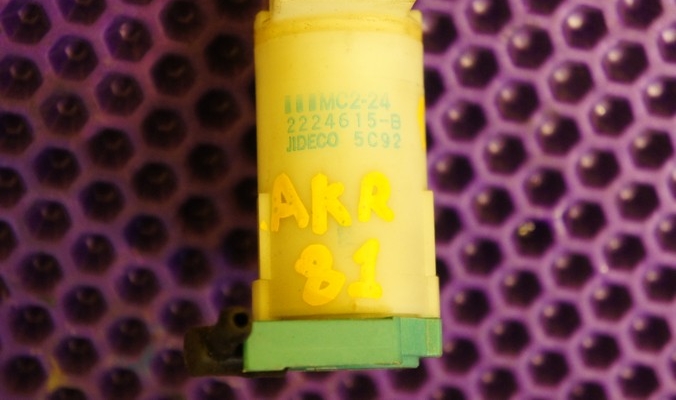 MC2-24
2224615-B
JIDECO 5C92
AKR
81